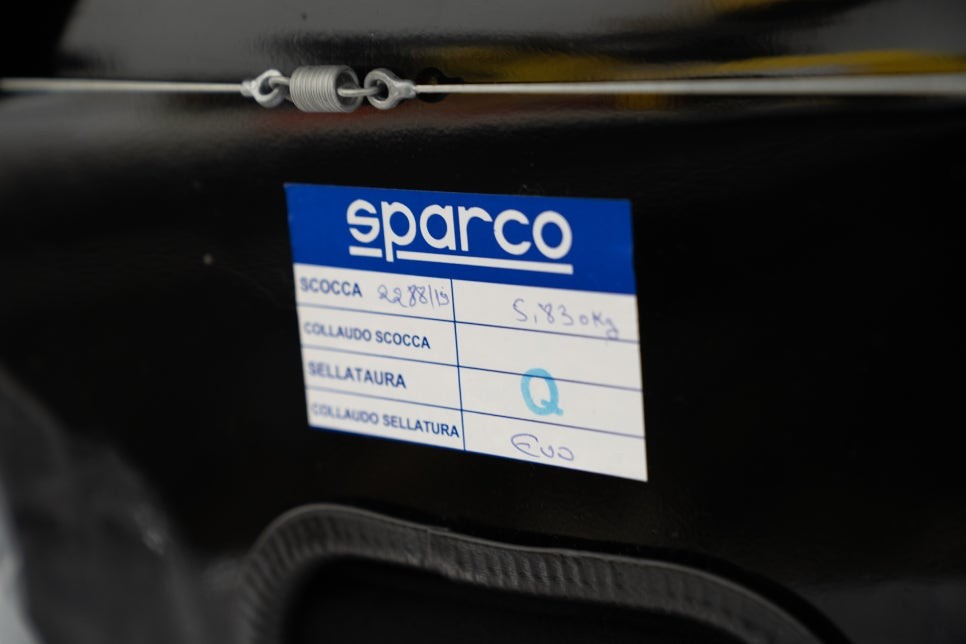 sparco
SCOCCA 2288/19 5,830Kg
COLLAUDO SCOCCA
SELLATAURA Q
COLLAUDO SELLATURA